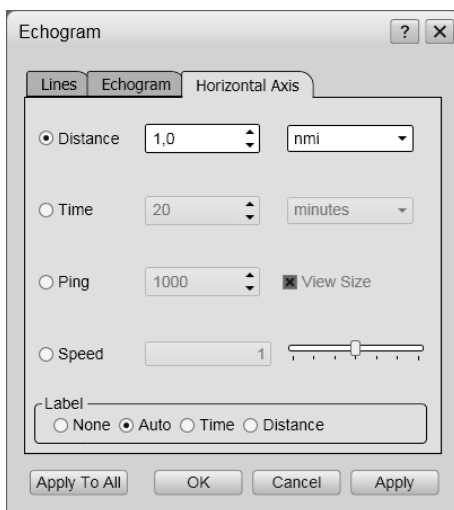 Echogram ?
Lines Echogram Horizontal Axis
Distance 1,0 nmi
Time 20 minutes
Ping 1000 View Size
Speed 1
Label
None Auto Time Distance
Apply To All OK Cancel Apply